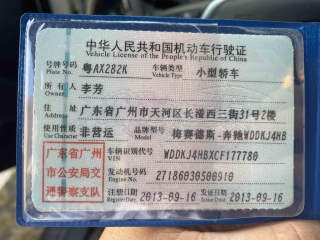 中华人民共和国机动车行驶证
Vehicle License of the People's Republic of China
号牌号码 粤AX282K 车辆类型 小型轿车
Plate No. Vehicle Type
所有人 李芳
Owner
住址 广东省广州市天河区长湴西三街31号2楼
Address
使用性质 非营运 品牌型号 梅赛德斯-奔驰WDDKJ4HB
Use Character Model
广东省广州
市公安局交
通警察支队
车辆识别代号 WDDKJ4HBXCF177780
VIN
发动机号码 27186030500910
Engine No.
注册日期 2013-09-16 发证日期 2013-09-16
Register Date Issue Date